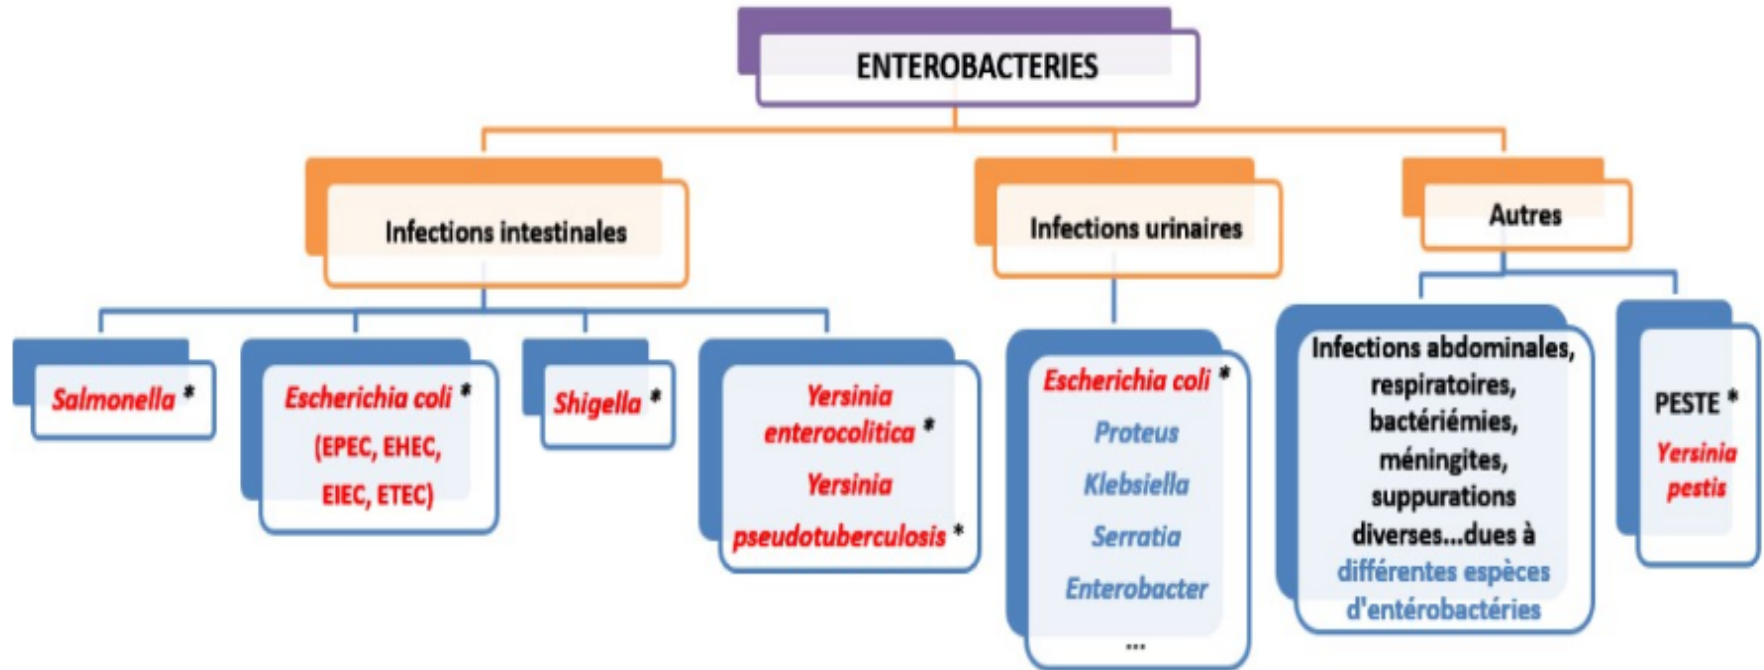 ENTEROBACTERIES
Infections intestinales
Infections urinaires
Autres
Salmonella *
Escherichia coli *
(EPEC, EHEC,
EIEC, ETEC)
Shigella *
Yersinia
enterocolitica *
Yersinia
pseudotuberculosis *
Escherichia coli *
Proteus
Klebsiella
Serratia
Enterobacter
...
Infections abdominales,
respiratoires,
bactériémies,
méningites,
suppurations
diverses...dues à
différentes espèces
d'entérobactéries
PESTE *
Yersinia
pestis